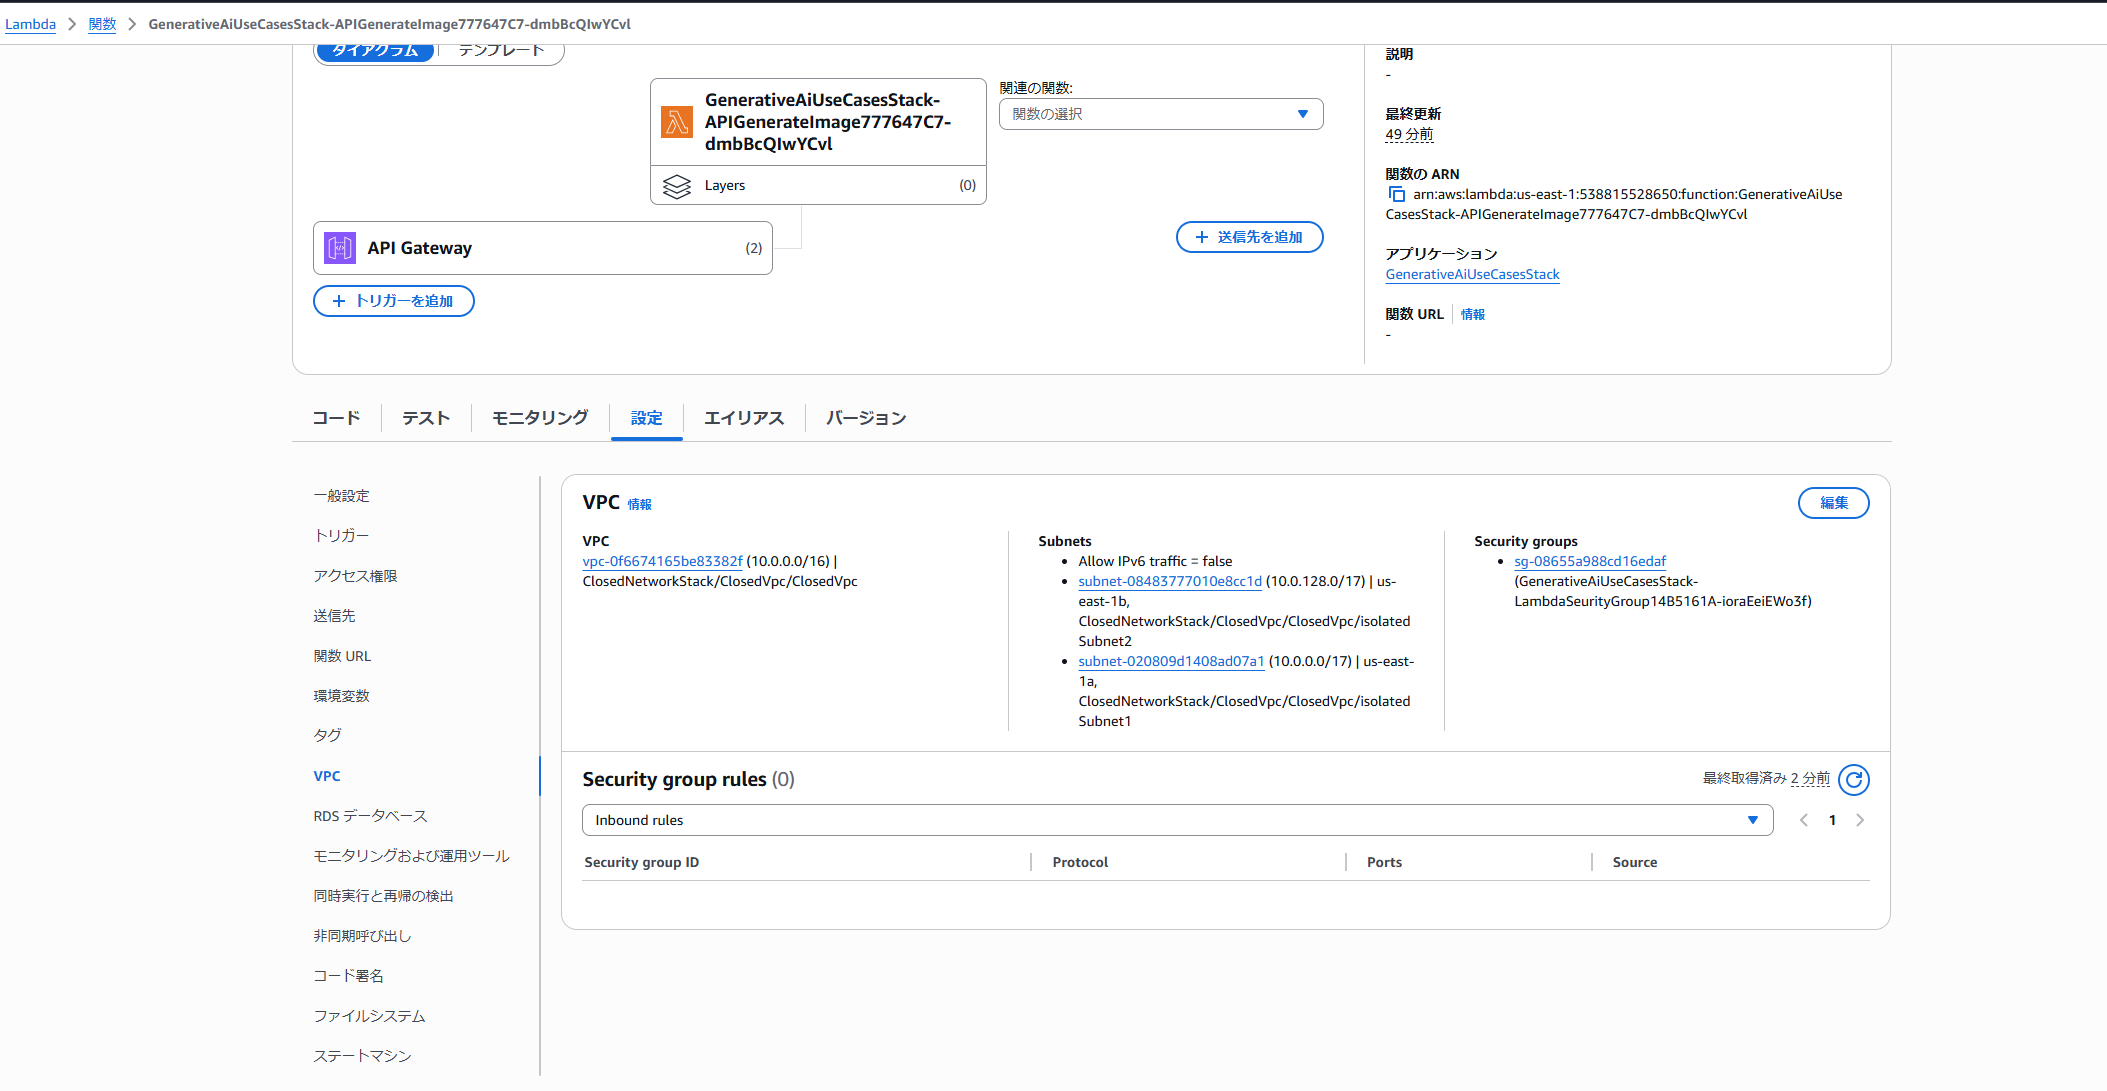 Lambda > 関数 > GenerativeAiUseCasesStack-APIGenerateImage777647C7-dmbBcQIwYCvl
ダイアグラム
テンプレート
GenerativeAiUseCasesStack-
APIGenerateImage777647C7-
dmbBcQIwYCvl
Layers (0)
関連の関数:
関数の選択
API Gateway (2)
+ 送信先を追加
+ トリガーを追加
説明
-
最終更新
49 分前
関数の ARN
arn:aws:lambda:us-east-1:538815528650:function:GenerativeAiUse
CasesStack-APIGenerateImage777647C7-dmbBcQIwYCvl
アプリケーション
GenerativeAiUseCasesStack
関数 URL 情報
-
コード
テスト
モニタリング
設定
エイリアス
バージョン
一般設定
トリガー
アクセス権限
送信先
関数 URL
環境変数
タグ
VPC
RDS データベース
モニタリングおよび運用ツール
同時実行と再帰の検出
非同期呼び出し
コード署名
ファイルシステム
ステートマシン
VPC 情報
編集
VPC
vpc-0f6674165be83382f (10.0.0.0/16) |
ClosedNetworkStack/ClosedVpc/ClosedVpc
Subnets
• Allow IPv6 traffic = false
• subnet-08483777010e8cc1d (10.0.128.0/17) | us-
east-1b,
ClosedNetworkStack/ClosedVpc/ClosedVpc/isolated
Subnet2
• subnet-020809d1408ad07a1 (10.0.0.0/17) | us-east-
1a,
ClosedNetworkStack/ClosedVpc/ClosedVpc/isolated
Subnet1
Security groups
• sg-08655a988cd16edaf
(GenerativeAiUseCasesStack-
LambdaSeurityGroup14B5161A-ioraEeiEWo3f)
Security group rules (0)
最終取得済み 2 分前
Inbound rules
< 1 >
Security group ID
Protocol
Ports
Source